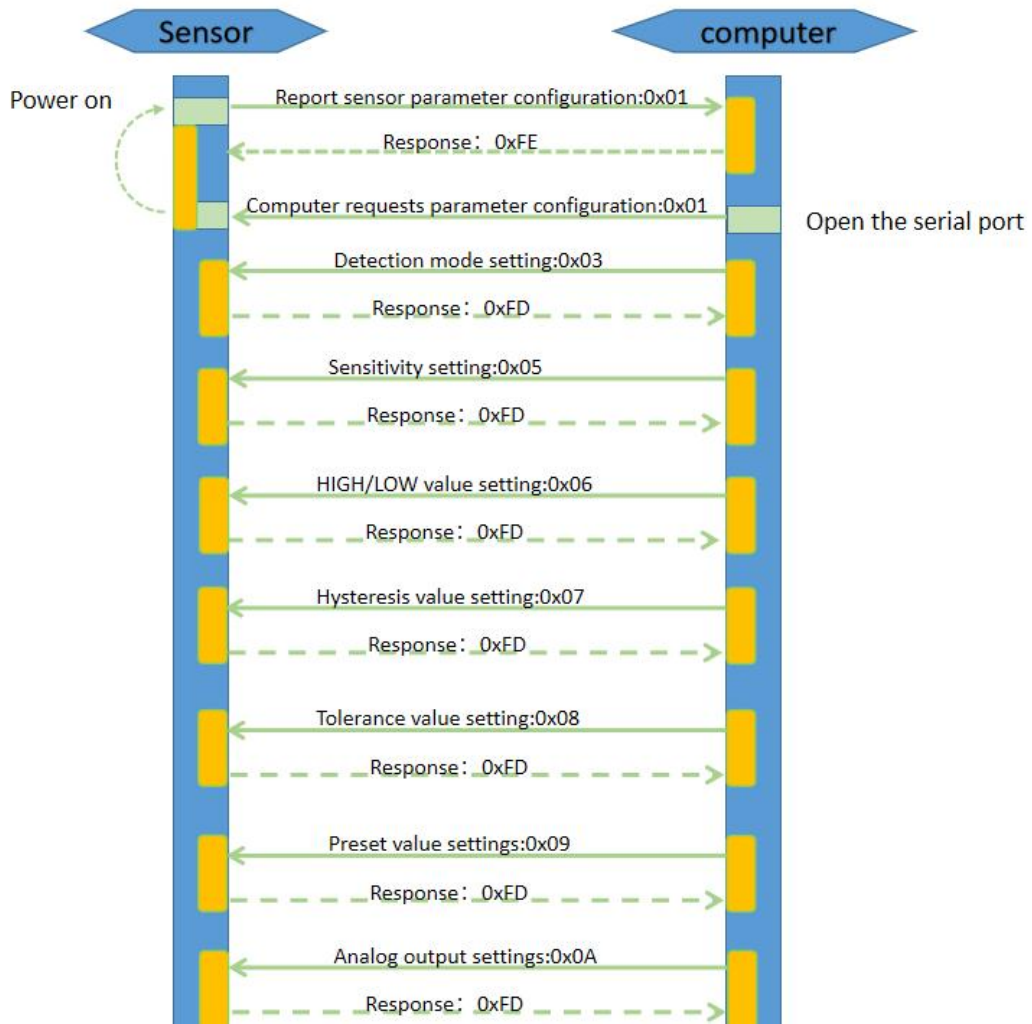 Sensor
computer
Power on
Report sensor parameter configuration:0x01
Response：0xFE
Computer requests parameter configuration:0x01
Open the serial port
Detection mode setting:0x03
Response：0xFD
Sensitivity setting:0x05
Response：0xFD
HIGH/LOW value setting:0x06
Response：0xFD
Hysteresis value setting:0x07
Response：0xFD
Tolerance value setting:0x08
Response：0xFD
Preset value settings:0x09
Response：0xFD
Analog output settings:0x0A
Response：0xFD